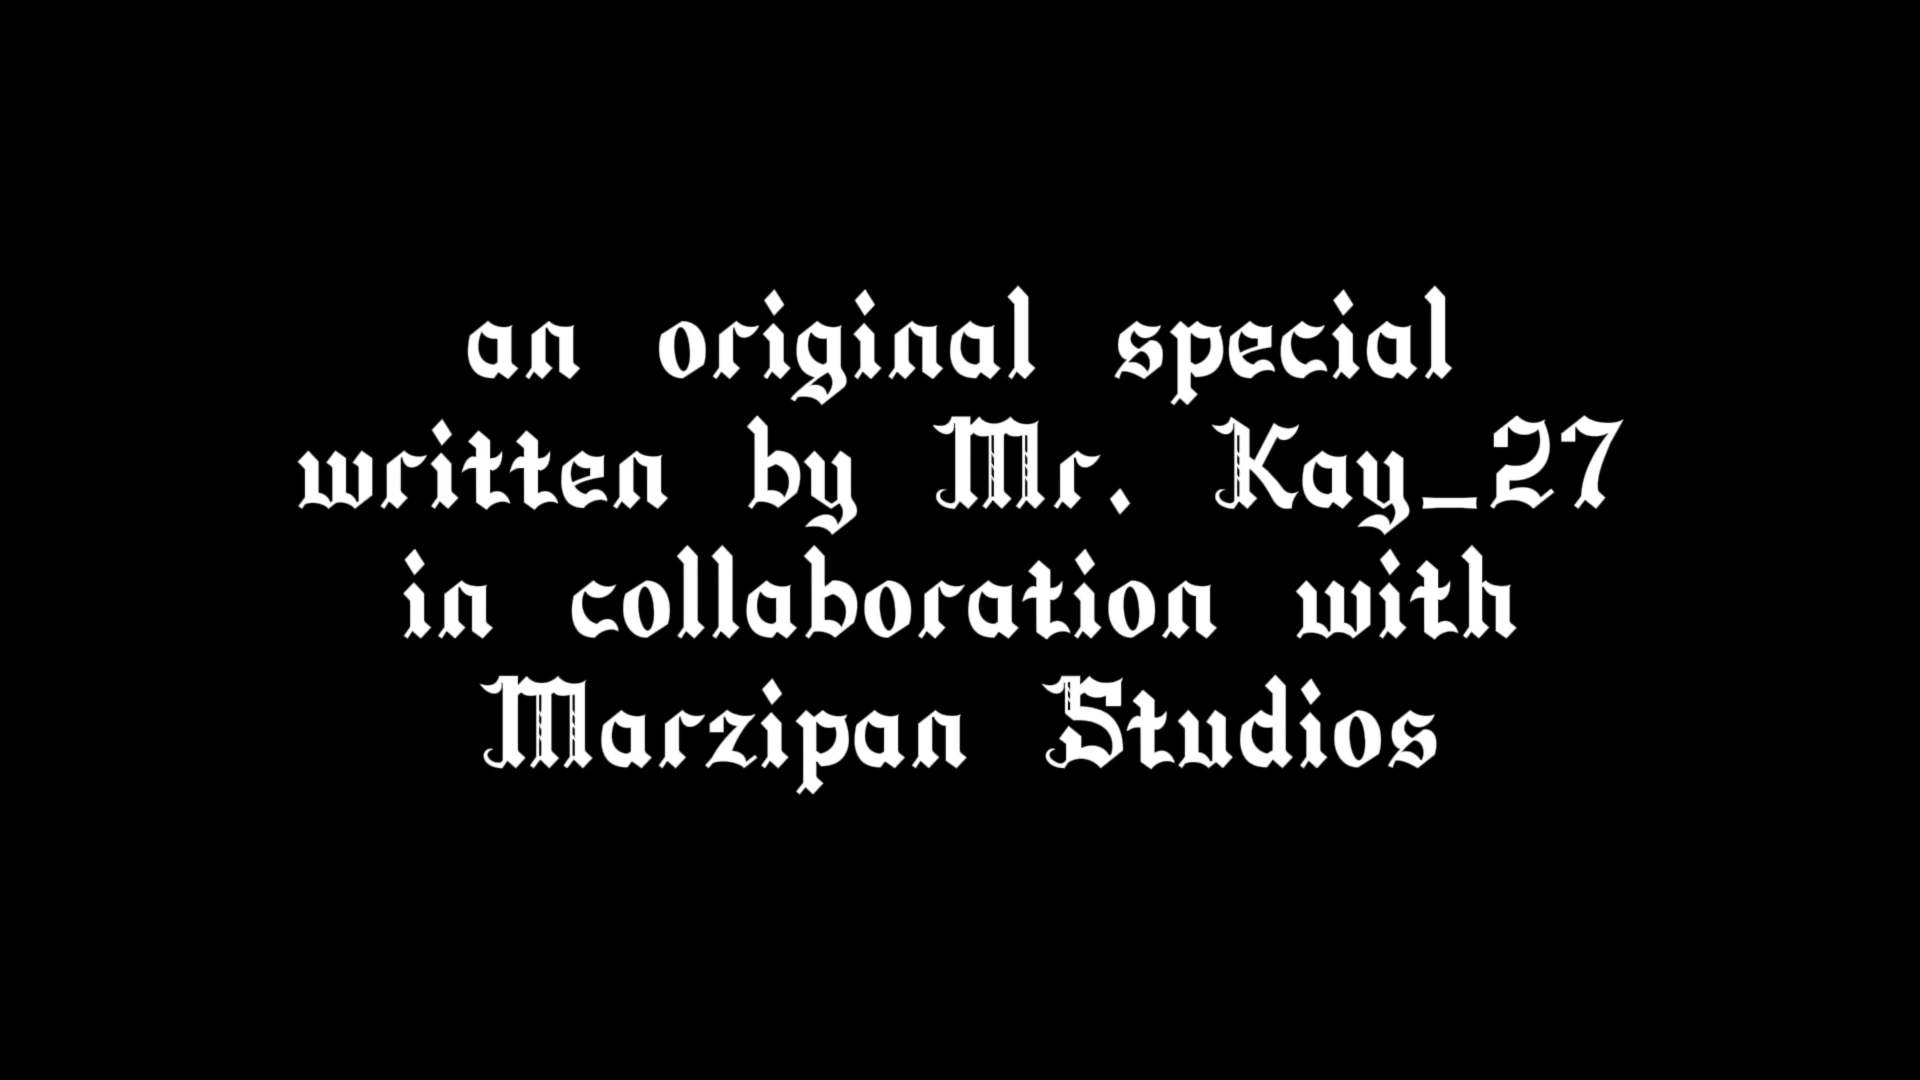 an original special
written by Mr. Kay_27
in collaboration with
Marzipan Studios